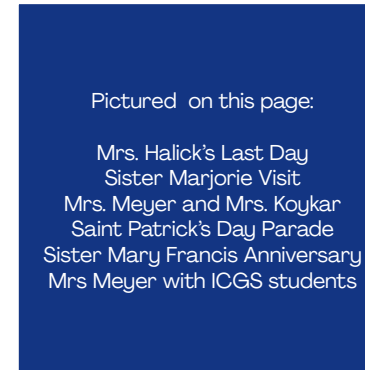 Pictured on this page:
Mrs. Halick's Last Day
Sister Marjorie Visit
Mrs. Meyer and Mrs. Koykar
Saint Patrick's Day Parade
Sister Mary Francis Anniversary
Mrs Meyer with ICGS students